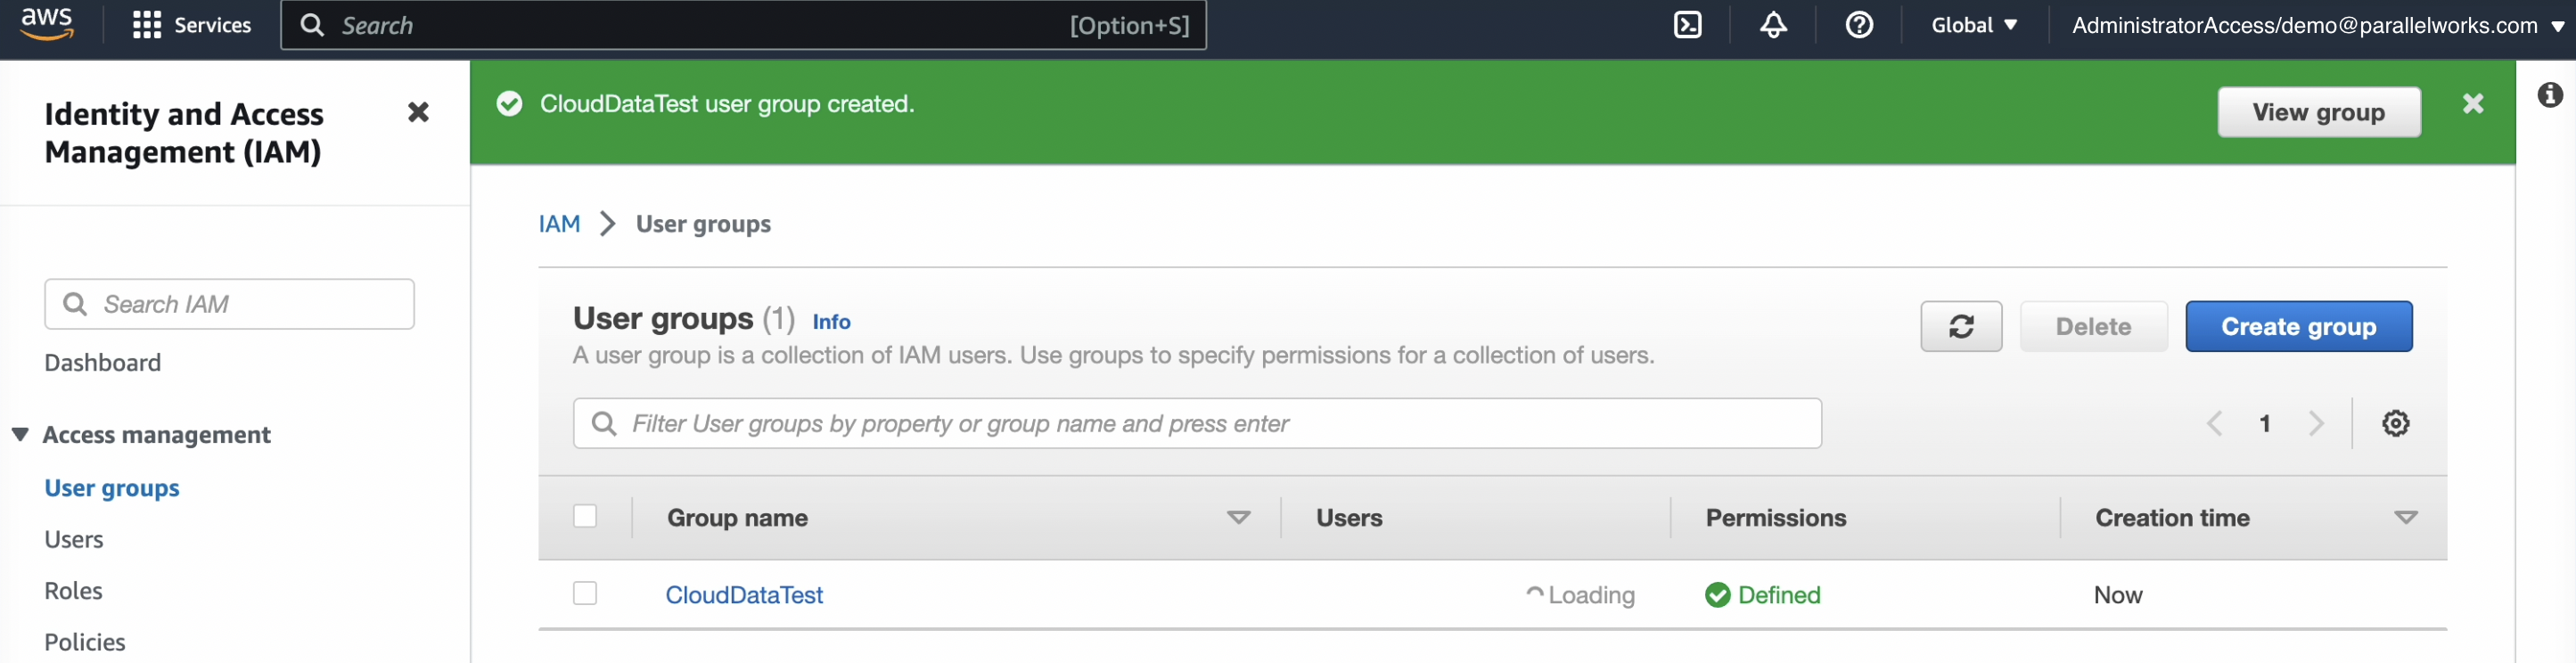 aws
Services
Search
[Option+S]
Global
AdministratorAccess/demo@parallelworks.com
Identity and Access
Management (IAM)
Search IAM
Dashboard
Access management
User groups
Users
Roles
Policies
CloudDataTest user group created.
View group
IAM
User groups
User groups (1) Info
A user group is a collection of IAM users. Use groups to specify permissions for a collection of users.
Delete
Create group
Filter User groups by property or group name and press enter
1
Group name
Users
Permissions
Creation time
CloudDataTest
Loading
Defined
Now